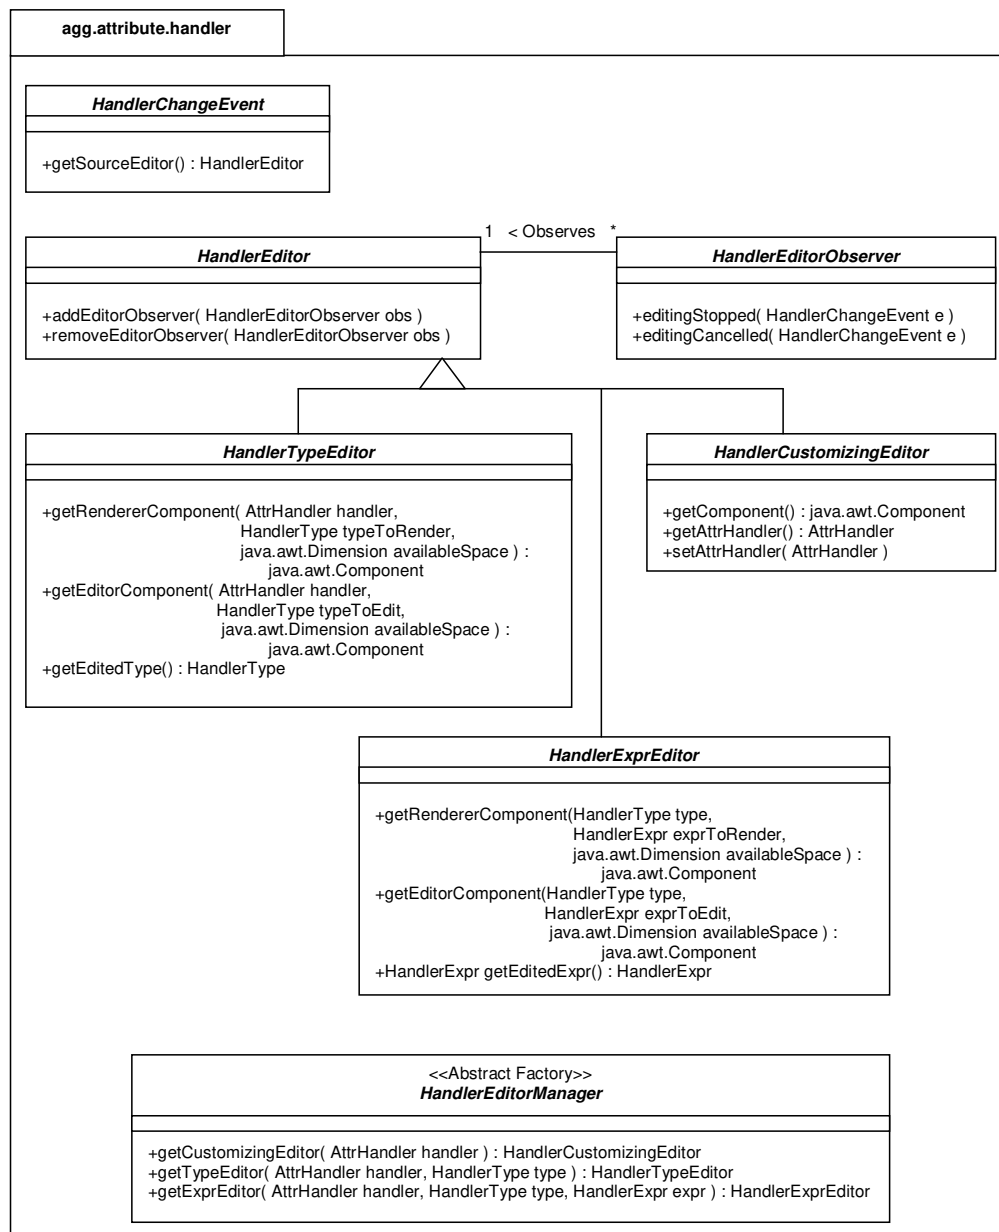 agg.attribute.handler
HandlerChangeEvent
+getSourceEditor() : HandlerEditor
1 < Observes *
HandlerEditor
+addEditorObserver( HandlerEditorObserver obs )
+removeEditorObserver( HandlerEditorObserver obs )
HandlerEditorObserver
+editingStopped( HandlerChangeEvent e )
+editingCancelled( HandlerChangeEvent e )
HandlerTypeEditor
+getRendererComponent( AttrHandler handler,
HandlerType typeToRender,
java.awt.Dimension availableSpace ) :
java.awt.Component
+getEditorComponent( AttrHandler handler,
HandlerType typeToEdit,
java.awt.Dimension availableSpace ) :
java.awt.Component
+getEditedType() : HandlerType
HandlerCustomizingEditor
+getComponent() : java.awt.Component
+getAttrHandler() : AttrHandler
+setAttrHandler( AttrHandler )
HandlerExprEditor
+getRendererComponent(HandlerType type,
HandlerExpr exprToRender,
java.awt.Dimension availableSpace ) :
java.awt.Component
+getEditorComponent(HandlerType type,
HandlerExpr exprToEdit,
java.awt.Dimension availableSpace ) :
java.awt.Component
+HandlerExpr getEditedExpr() : HandlerExpr
<<Abstract Factory>>
HandlerEditorManager
+getCustomizingEditor( AttrHandler handler ) : HandlerCustomizingEditor
+getTypeEditor( AttrHandler handler, HandlerType type ) : HandlerTypeEditor
+getExprEditor( AttrHandler handler, HandlerType type, HandlerExpr expr ) : HandlerExprEditor